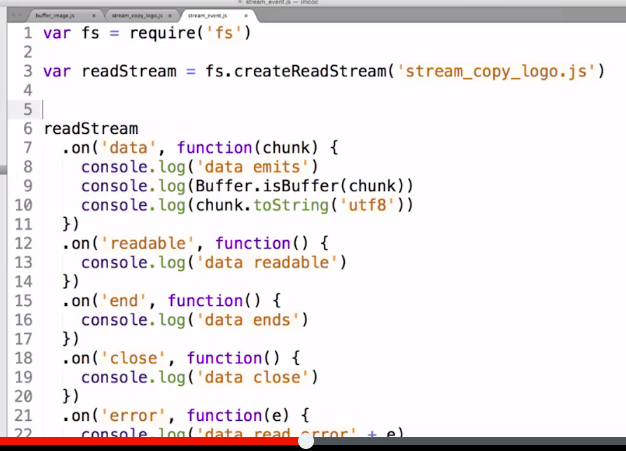 stream_event.js — imooc
buffer_image.js × stream_copy_logo.js × stream_event.js ×
1 var fs = require('fs')
2
3 var readStream = fs.createReadStream('stream_copy_logo.js')
4
5
6 readStream
7 .on('data', function(chunk) {
8 console.log('data emits')
9 console.log(Buffer.isBuffer(chunk))
10 console.log(chunk.toString('utf8'))
11 })
12 .on('readable', function() {
13 console.log('data readable')
14 })
15 .on('end', function() {
16 console.log('data ends')
17 })
18 .on('close', function() {
19 console.log('data close')
20 })
21 .on('error', function(e) {
22 console.log('data read error' + e)